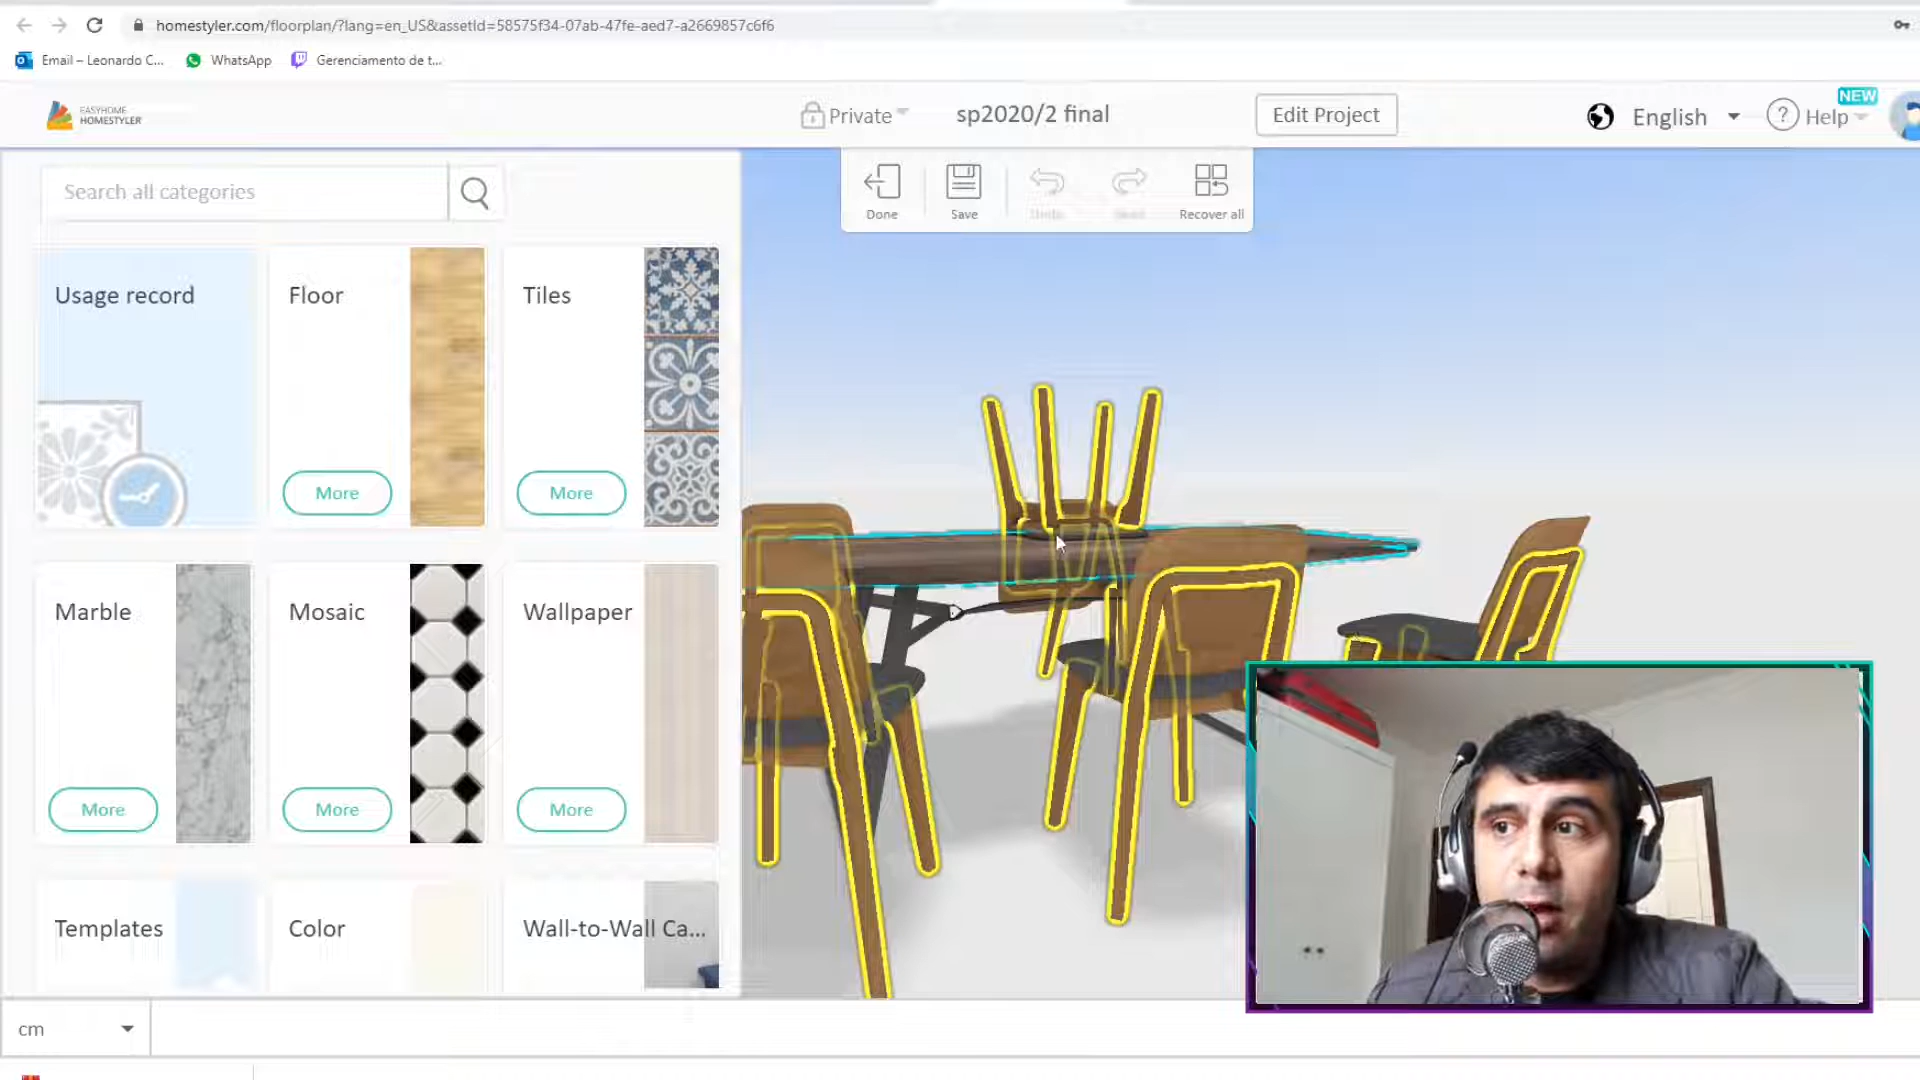 homestyler.com/floorplan/?lang=en_US&assetId=58575f34-07ab-47fe-aed7-a2669857c6f6
Email – Leonardo C...
WhatsApp
Gerenciamento de t...
EASYHOME
HOMESTYLER
Private
sp2020/2 final
Edit Project
English
? Help
NEW
Search all categories
Done
Save
Undo
Recover all
Usage record
Floor
More
Tiles
More
Marble
More
Mosaic
More
Wallpaper
More
Templates
Color
Wall-to-Wall Ca...
cm